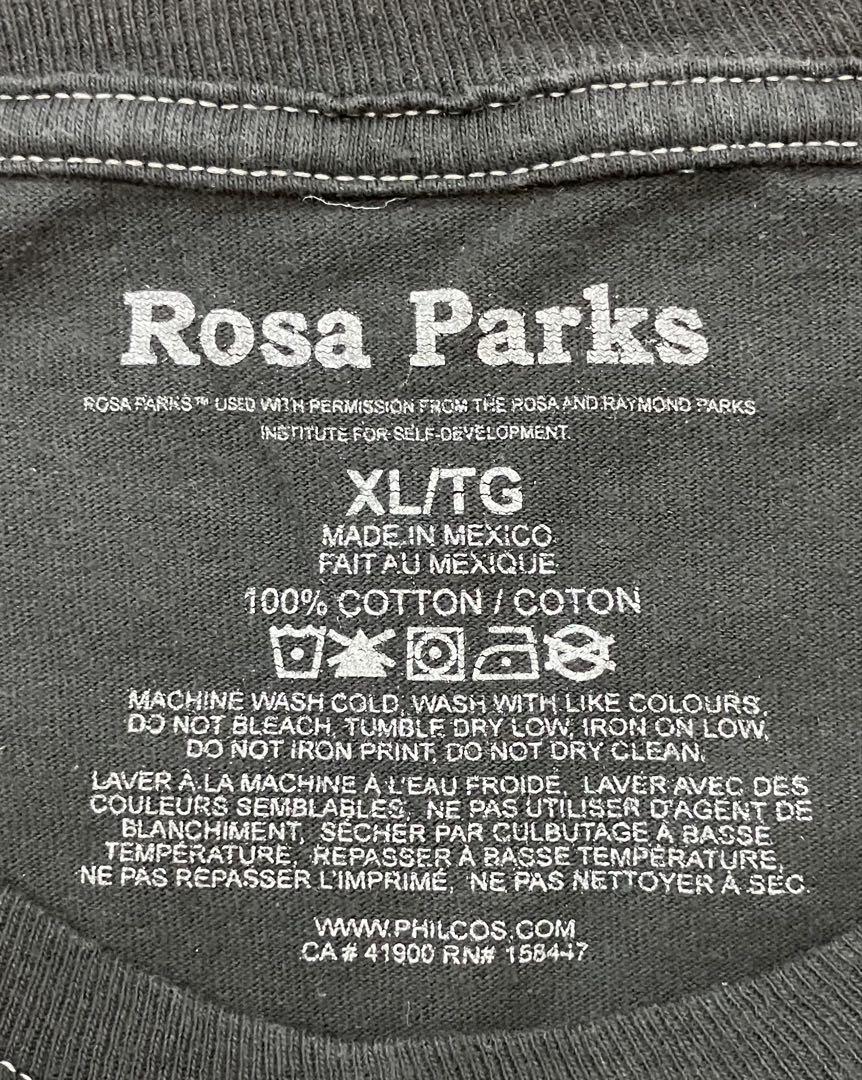 Rosa Parks
ROSA PARKS™ USED WITH PERMISSION FROM THE ROSA AND RAYMOND PARKS
INSTITUTE FOR SELF-DEVELOPMENT.
XL/TG
MADE IN MEXICO
FAIT AU MEXIQUE
100% COTTON / COTON
MACHINE WASH COLD, WASH WITH LIKE COLOURS,
DO NOT BLEACH, TUMBLE DRY LOW, IRON ON LOW,
DO NOT IRON PRINT, DO NOT DRY CLEAN.
LAVER À LA MACHINE À L'EAU FROIDE, LAVER AVEC DES
COULEURS SEMBLABLES, NE PAS UTILISER D'AGENT DE
BLANCHIMENT, SÉCHER PAR CULBUTAGE À BASSE
TEMPÉRATURE, REPASSER À BASSE TEMPÉRATURE,
NE PAS REPASSER L'IMPRIMÉ, NE PAS NETTOYER À SEC.
WWW.PHILCOS.COM
CA# 41900 RN# 158447